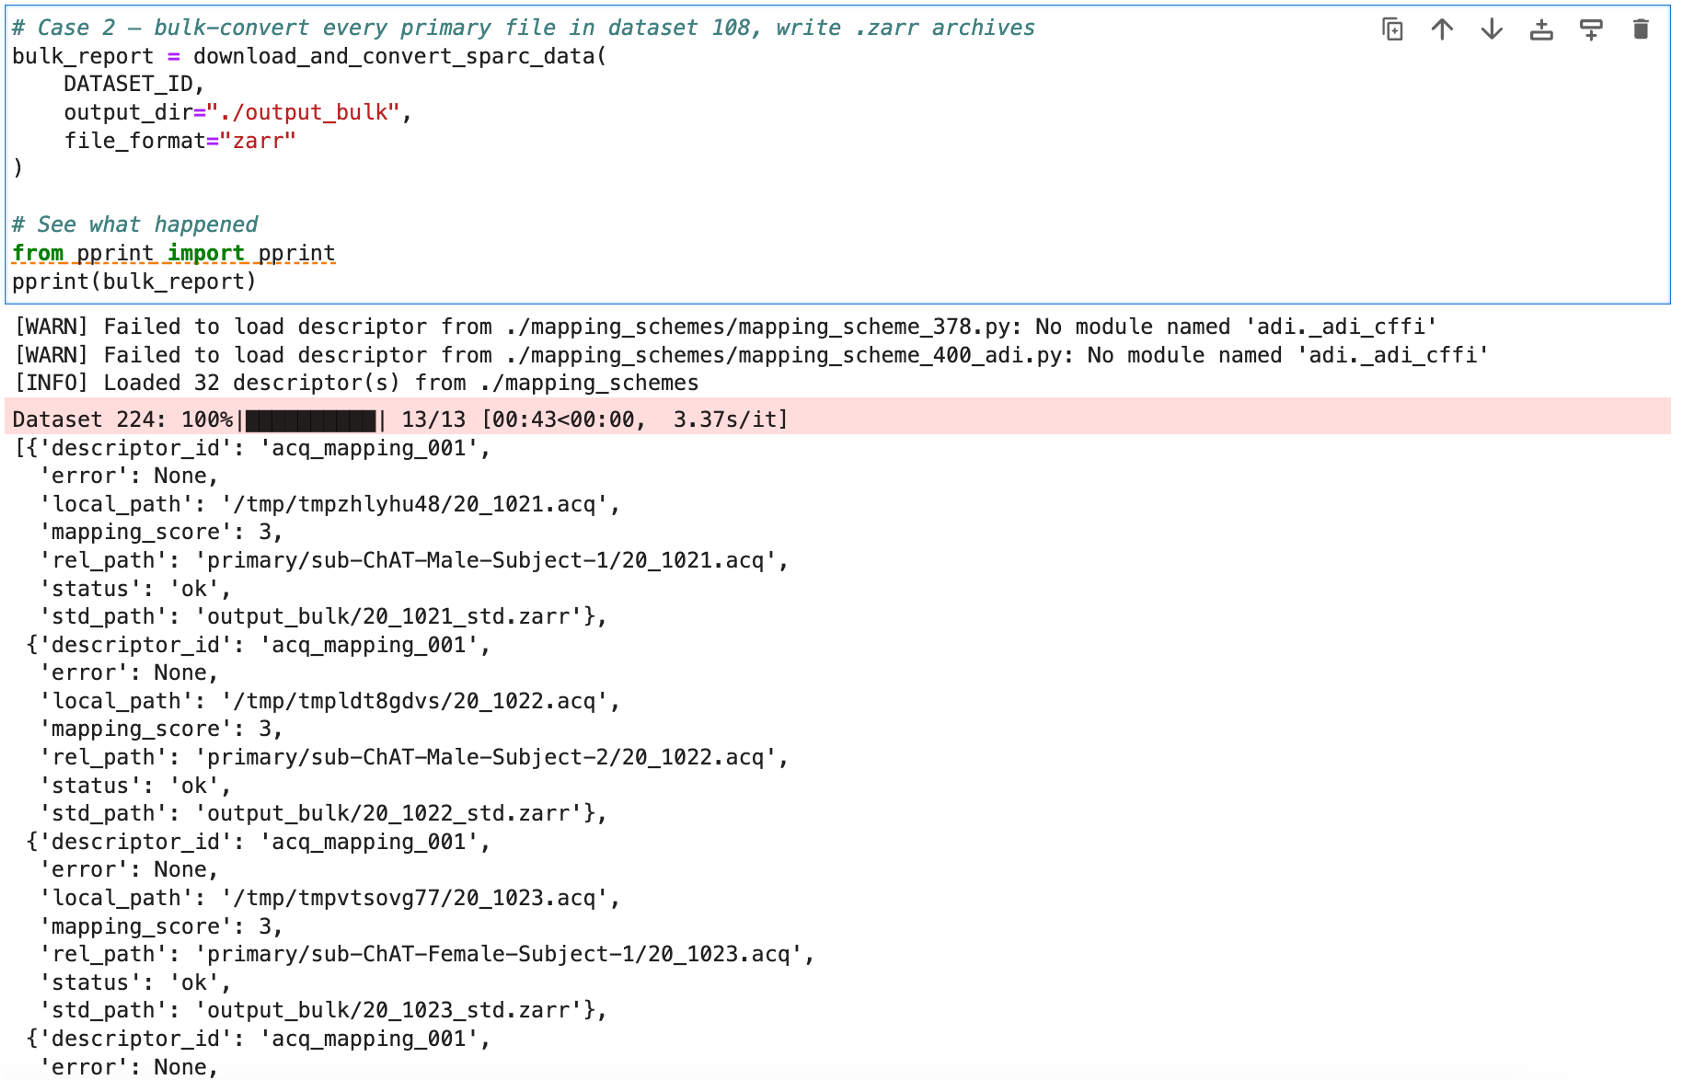 # Case 2 — bulk-convert every primary file in dataset 108, write .zarr archives
bulk_report = download_and_convert_sparc_data(
    DATASET_ID,
    output_dir="./output_bulk",
    file_format="zarr"
)
# See what happened
from pprint import pprint
pprint(bulk_report)
[WARN] Failed to load descriptor from ./mapping_schemes/mapping_scheme_378.py: No module named 'adi._adi_cffi'
[WARN] Failed to load descriptor from ./mapping_schemes/mapping_scheme_400_adi.py: No module named 'adi._adi_cffi'
[INFO] Loaded 32 descriptor(s) from ./mapping_schemes
Dataset 224: 100%|██████████| 13/13 [00:43<00:00,  3.37s/it]
[{'descriptor_id': 'acq_mapping_001',
  'error': None,
  'local_path': '/tmp/tmpzhlyhu48/20_1021.acq',
  'mapping_score': 3,
  'rel_path': 'primary/sub-ChAT-Male-Subject-1/20_1021.acq',
  'status': 'ok',
  'std_path': 'output_bulk/20_1021_std.zarr'},
 {'descriptor_id': 'acq_mapping_001',
  'error': None,
  'local_path': '/tmp/tmpldt8gdvs/20_1022.acq',
  'mapping_score': 3,
  'rel_path': 'primary/sub-ChAT-Male-Subject-2/20_1022.acq',
  'status': 'ok',
  'std_path': 'output_bulk/20_1022_std.zarr'},
 {'descriptor_id': 'acq_mapping_001',
  'error': None,
  'local_path': '/tmp/tmpvtsovg77/20_1023.acq',
  'mapping_score': 3,
  'rel_path': 'primary/sub-ChAT-Female-Subject-1/20_1023.acq',
  'status': 'ok',
  'std_path': 'output_bulk/20_1023_std.zarr'},
 {'descriptor_id': 'acq_mapping_001',
  'error': None,